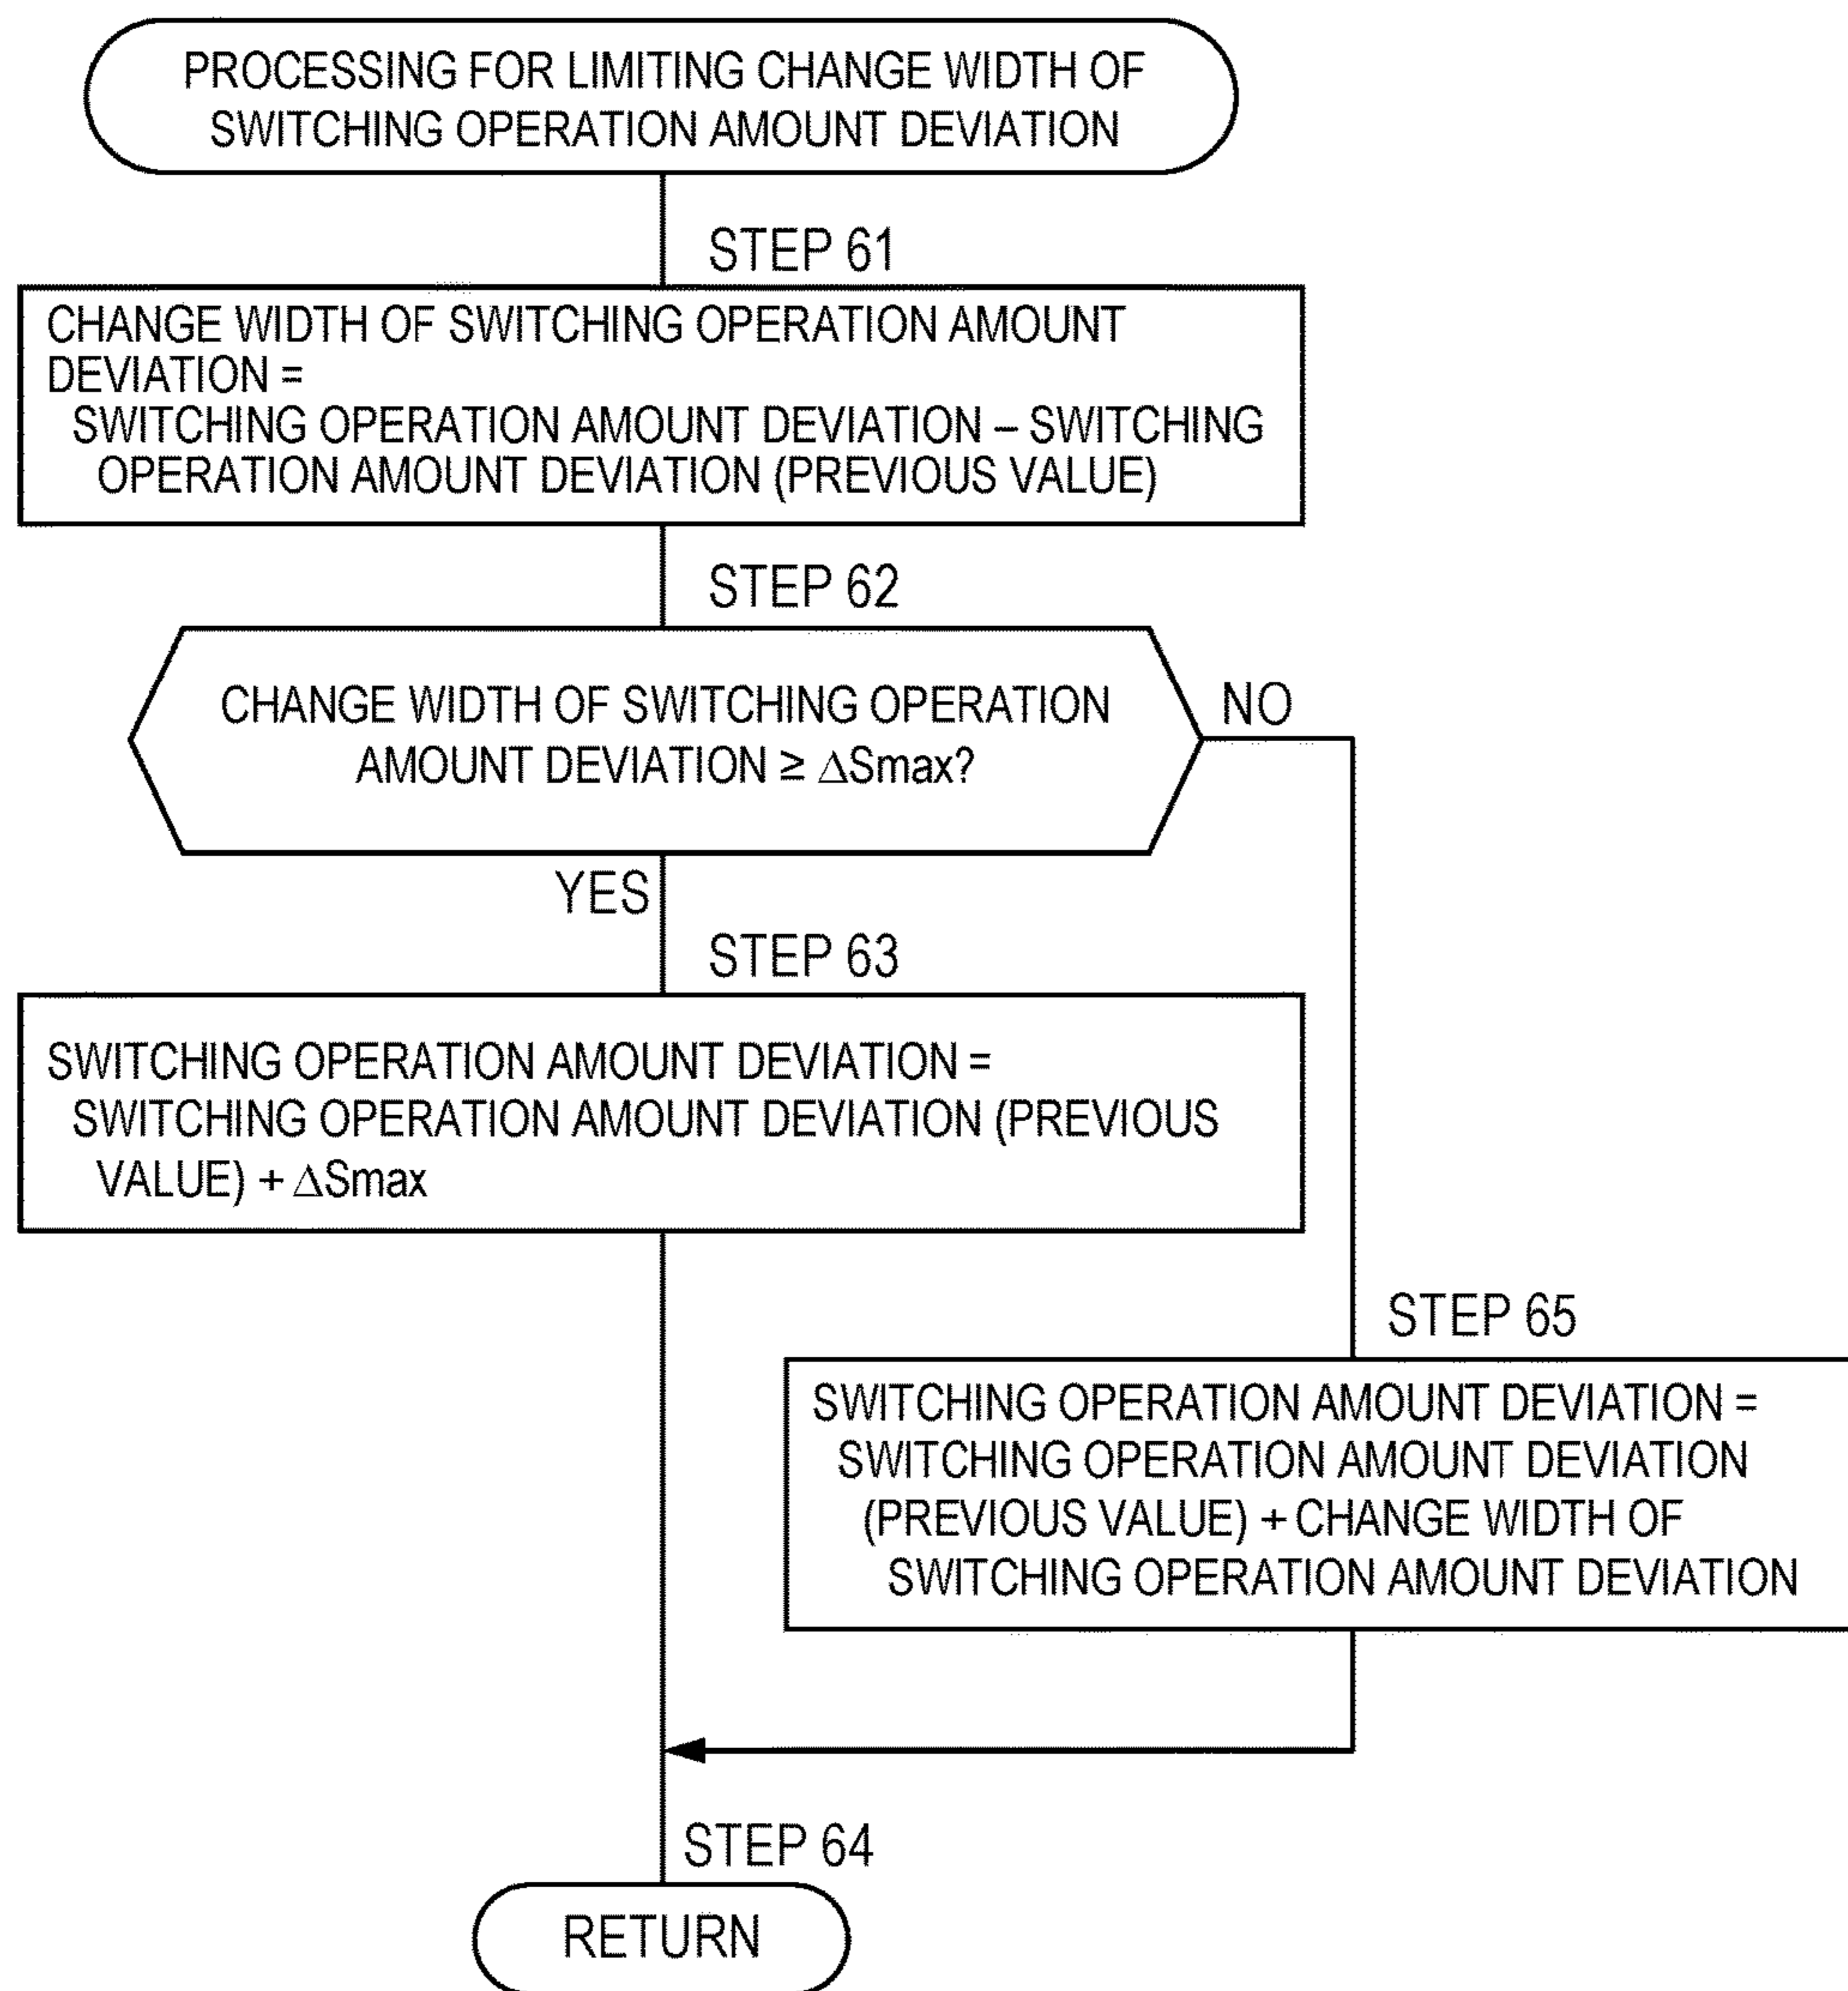 PROCESSING FOR LIMITING CHANGE WIDTH OF
SWITCHING OPERATION AMOUNT DEVIATION
STEP 61
CHANGE WIDTH OF SWITCHING OPERATION AMOUNT
DEVIATION =
SWITCHING OPERATION AMOUNT DEVIATION – SWITCHING
OPERATION AMOUNT DEVIATION (PREVIOUS VALUE)
STEP 62
CHANGE WIDTH OF SWITCHING OPERATION
AMOUNT DEVIATION ≥ ΔSmax?
NO
YES
STEP 63
SWITCHING OPERATION AMOUNT DEVIATION =
SWITCHING OPERATION AMOUNT DEVIATION (PREVIOUS
VALUE) + ΔSmax
STEP 65
SWITCHING OPERATION AMOUNT DEVIATION =
SWITCHING OPERATION AMOUNT DEVIATION
(PREVIOUS VALUE) + CHANGE WIDTH OF
SWITCHING OPERATION AMOUNT DEVIATION
STEP 64
RETURN